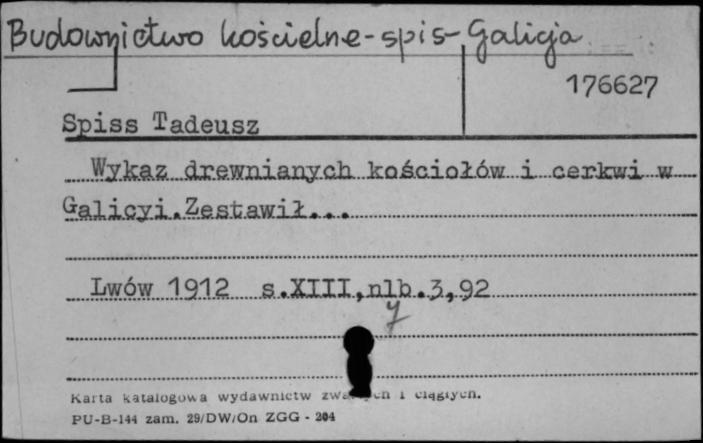 Budownictwo kościelne - spis - Galicja
176627
Spiss Tadeusz
Wykaz drewnianych kościołów i cerkwi w
Galicyi.Zestawił...
Lwów 1912 s.XIII,nlb.3,92
Karta katalogowa wydawnictw i ciągłych.
PU-B-144 zam. 29/DW/On ZGG - 204